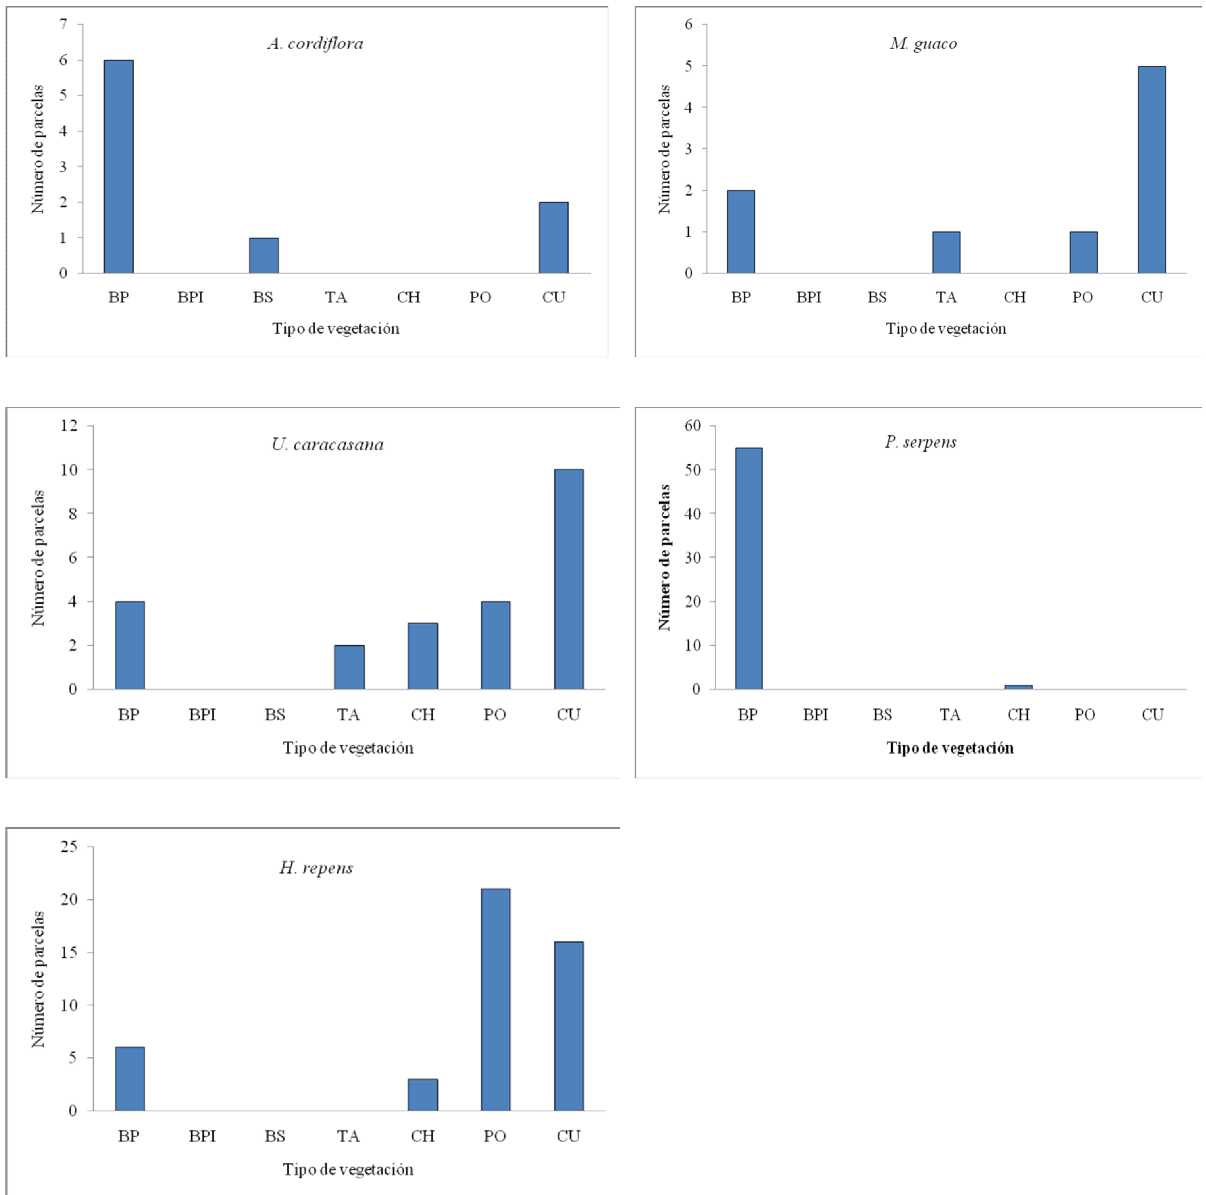 A. cordiflora
Número de parcelas
7
6
5
4
3
2
1
0
BP BPI BS TA CH PO CU
Tipo de vegetación
M. guaco
Número de parcelas
6
5
4
3
2
1
0
BP BPI BS TA CH PO CU
Tipo de vegetación
U. caracasana
Número de parcelas
12
10
8
6
4
2
0
BP BPI BS TA CH PO CU
Tipo de vegetación
P. serpens
Número de parcelas
60
50
40
30
20
10
0
BP BPI BS TA CH PO CU
Tipo de vegetación
H. repens
Número de parcelas
25
20
15
10
5
0
BP BPI BS TA CH PO CU
Tipo de vegetación